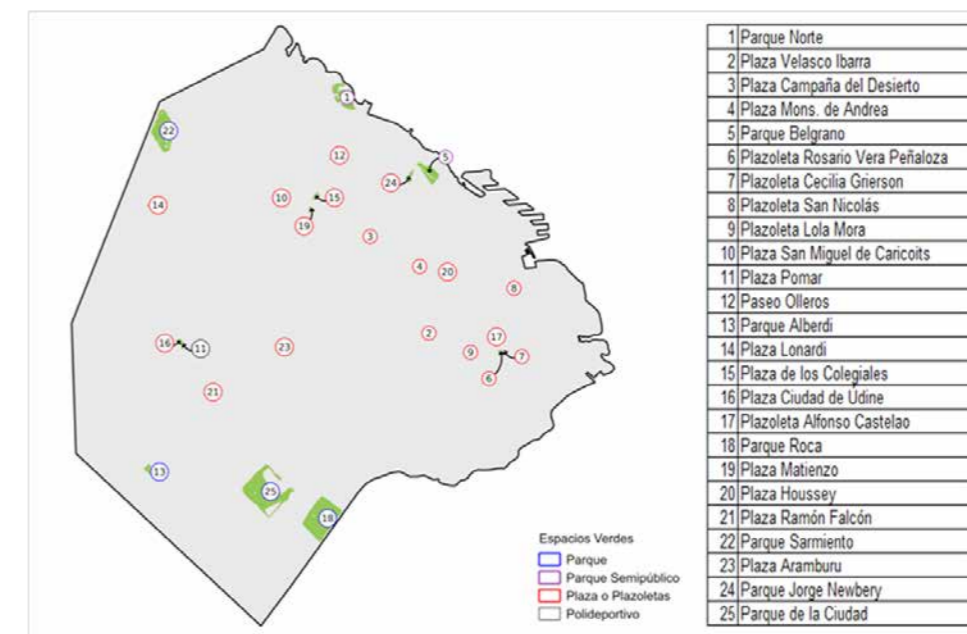 1
22
12
5
24
10
15
14
19
3
4
20
8
2
17
16
11
23
9
7
6
21
13
25
18
Espacios Verdes
Parque
Parque Semipúblico
Plaza o Plazoletas
Polideportivo
1 Parque Norte
2 Plaza Velasco Ibarra
3 Plaza Campaña del Desierto
4 Plaza Mons. de Andrea
5 Parque Belgrano
6 Plazoleta Rosario Vera Peñaloza
7 Plazoleta Cecilia Grierson
8 Plazoleta San Nicolás
9 Plazoleta Lola Mora
10 Plaza San Miguel de Caricoits
11 Plaza Pomar
12 Paseo Olleros
13 Parque Alberdi
14 Plaza Lonardi
15 Plaza de los Colegiales
16 Plaza Ciudad de Údine
17 Plazoleta Alfonso Castelao
18 Parque Roca
19 Plaza Matienzo
20 Plaza Houssey
21 Plaza Ramón Falcón
22 Parque Sarmiento
23 Plaza Aramburu
24 Parque Jorge Newbery
25 Parque de la Ciudad